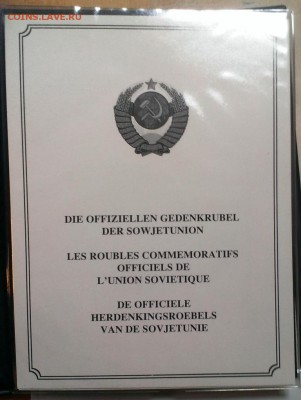 COINS.LAVE.RU
DIE OFFIZIELLEN GEDENKRUBEL
DER SOWJETUNION
LES ROUBLES COMMEMORATIFS
OFFICIELS DE
L'UNION SOVIETIQUE
DE OFFICIELE
HERDENKINGSROEBELS
VAN DE SOVJETUNIE